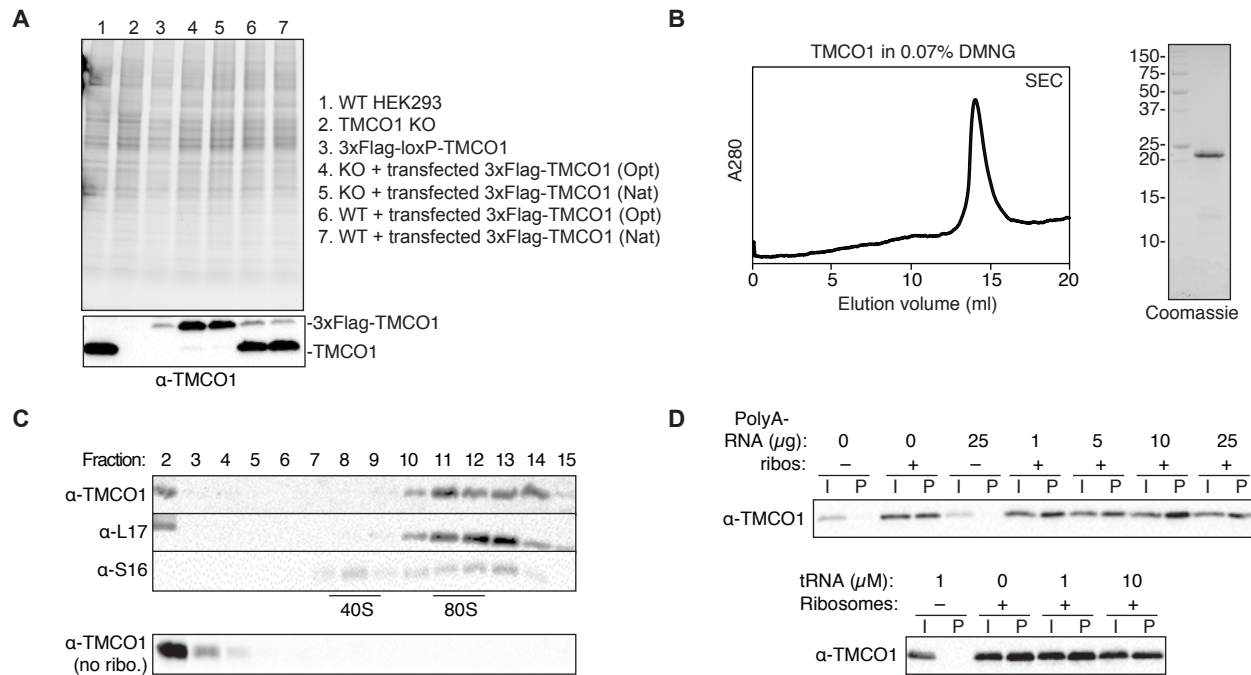 A
1 2 3 4 5 6 7
1. WT HEK293
2. TMCO1 KO
3. 3xFlag-loxP-TMCO1
4. KO + transfected 3xFlag-TMCO1 (Opt)
5. KO + transfected 3xFlag-TMCO1 (Nat)
6. WT + transfected 3xFlag-TMCO1 (Opt)
7. WT + transfected 3xFlag-TMCO1 (Nat)
-3xFlag-TMCO1
-TMCO1
α-TMCO1
B
TMCO1 in 0.07% DMNG
SEC
A280
0 5 10 15 20
Elution volume (ml)
150-
75-
50-
37-
25-
20-
15-
10-
Coomassie
C
Fraction: 2 3 4 5 6 7 8 9 10 11 12 13 14 15
α-TMCO1
α-L17
α-S16
40S 80S
α-TMCO1
(no ribo.)
D
PolyA-
RNA (µg): 0 0 25 1 5 10 25
ribos: – + – + + + +
I P I P I P I P I P I P I P
α-TMCO1
tRNA (µM): 1 0 1 10
Ribosomes: – + + +
I P I P I P I P
α-TMCO1